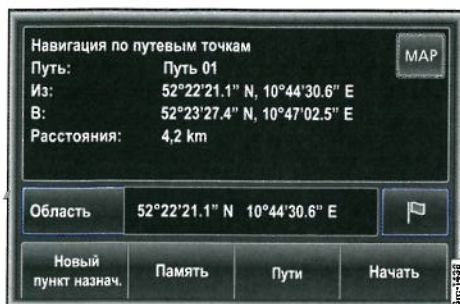 Навигация по путевым точкам
MAP
Путь: Путь 01
Из: 52°22'21.1" N, 10°44'30.6" E
В: 52°23'27.4" N, 10°47'02.5" E
Расстояния: 4,2 km
Область 52°22'21.1" N 10°44'30.6" E
Новый пункт назнач. Память Пути Начать